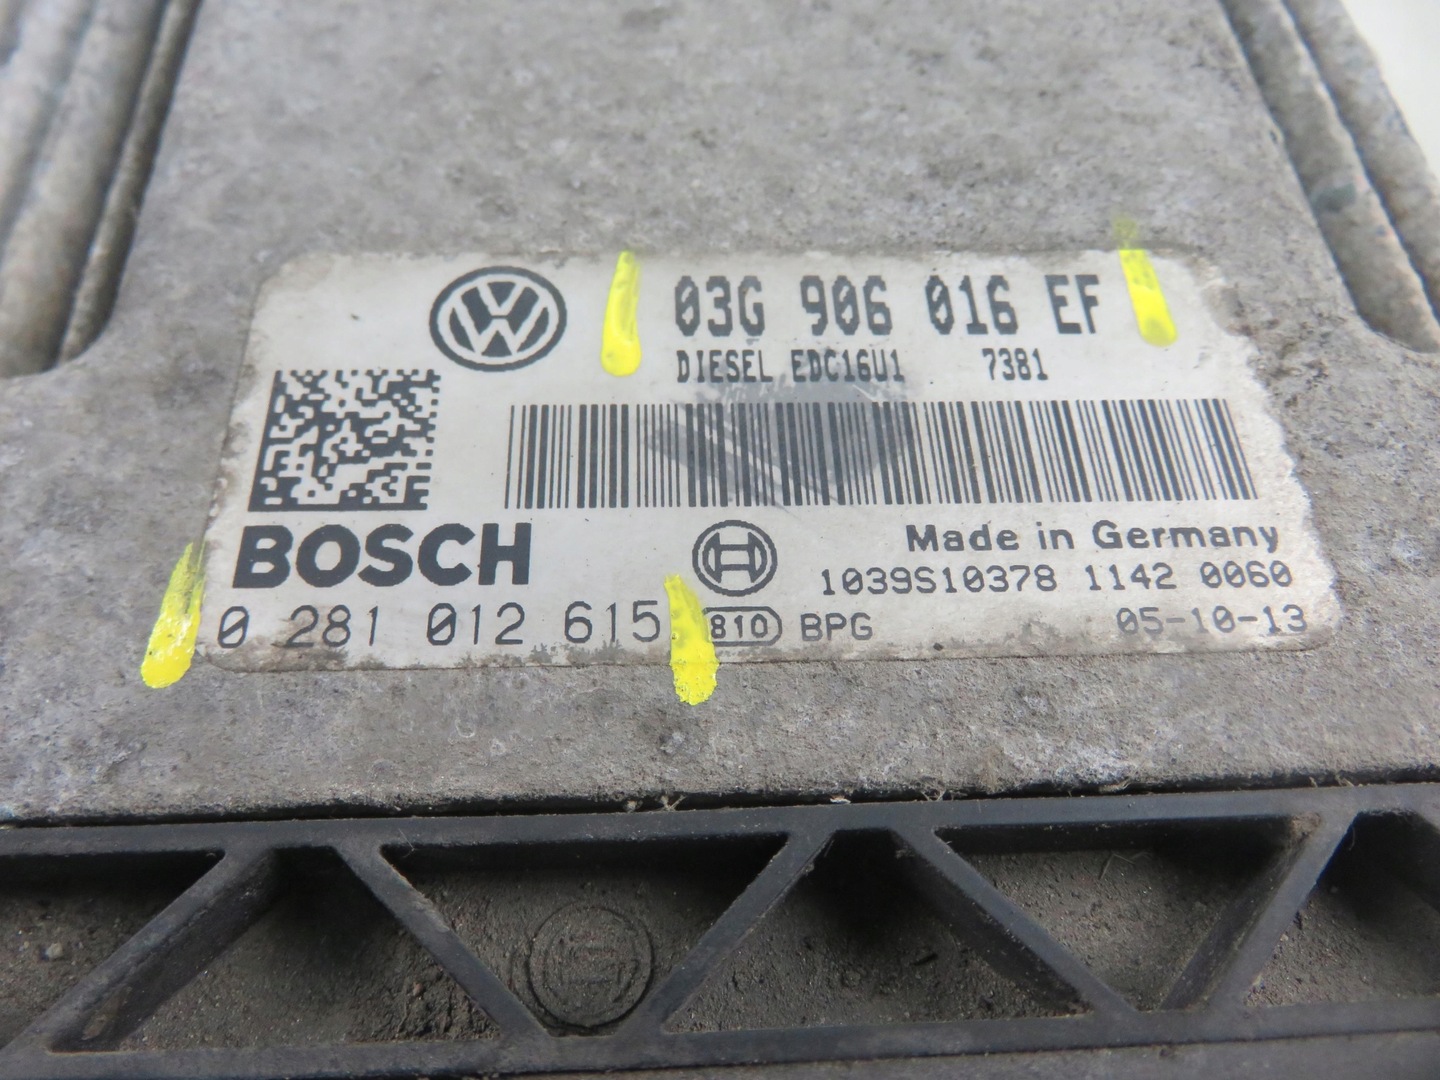 03G 906 016 EF
DIESEL EDC16U1 7381
BOSCH
Made in Germany
1039S10378 1142 0060
0 281 012 615 810 BPG 05-10-13